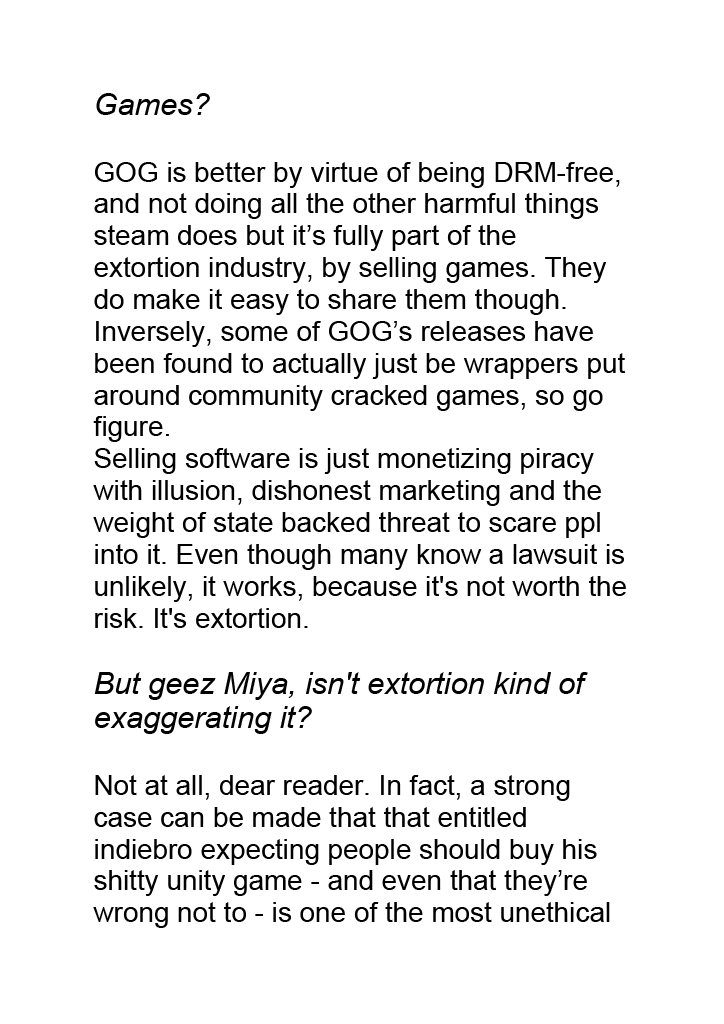 Games?
GOG is better by virtue of being DRM-free,
and not doing all the other harmful things
steam does but it’s fully part of the
extortion industry, by selling games. They
do make it easy to share them though.
Inversely, some of GOG’s releases have
been found to actually just be wrappers put
around community cracked games, so go
figure.
Selling software is just monetizing piracy
with illusion, dishonest marketing and the
weight of state backed threat to scare ppl
into it. Even though many know a lawsuit is
unlikely, it works, because it's not worth the
risk. It's extortion.
But geez Miya, isn't extortion kind of
exaggerating it?
Not at all, dear reader. In fact, a strong
case can be made that that entitled
indiebro expecting people should buy his
shitty unity game - and even that they’re
wrong not to - is one of the most unethical